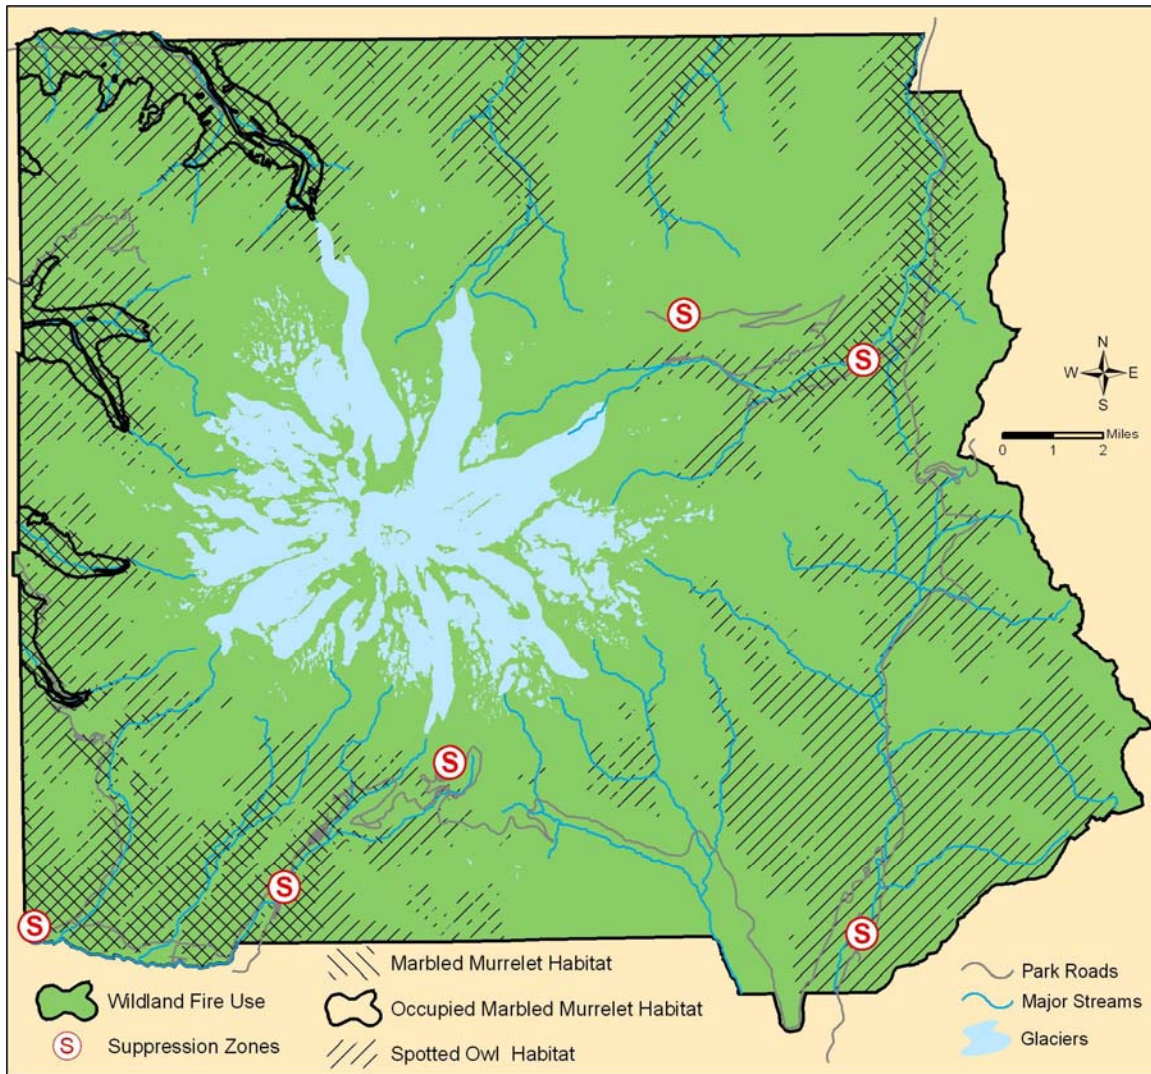 S
S
N
W E
S
Miles
0 1 2
S
S
S
S
Marbled Murrelet Habitat
Wildland Fire Use
Occupied Marbled Murrelet Habitat
S Suppression Zones
Spotted Owl Habitat
Park Roads
Major Streams
Glaciers